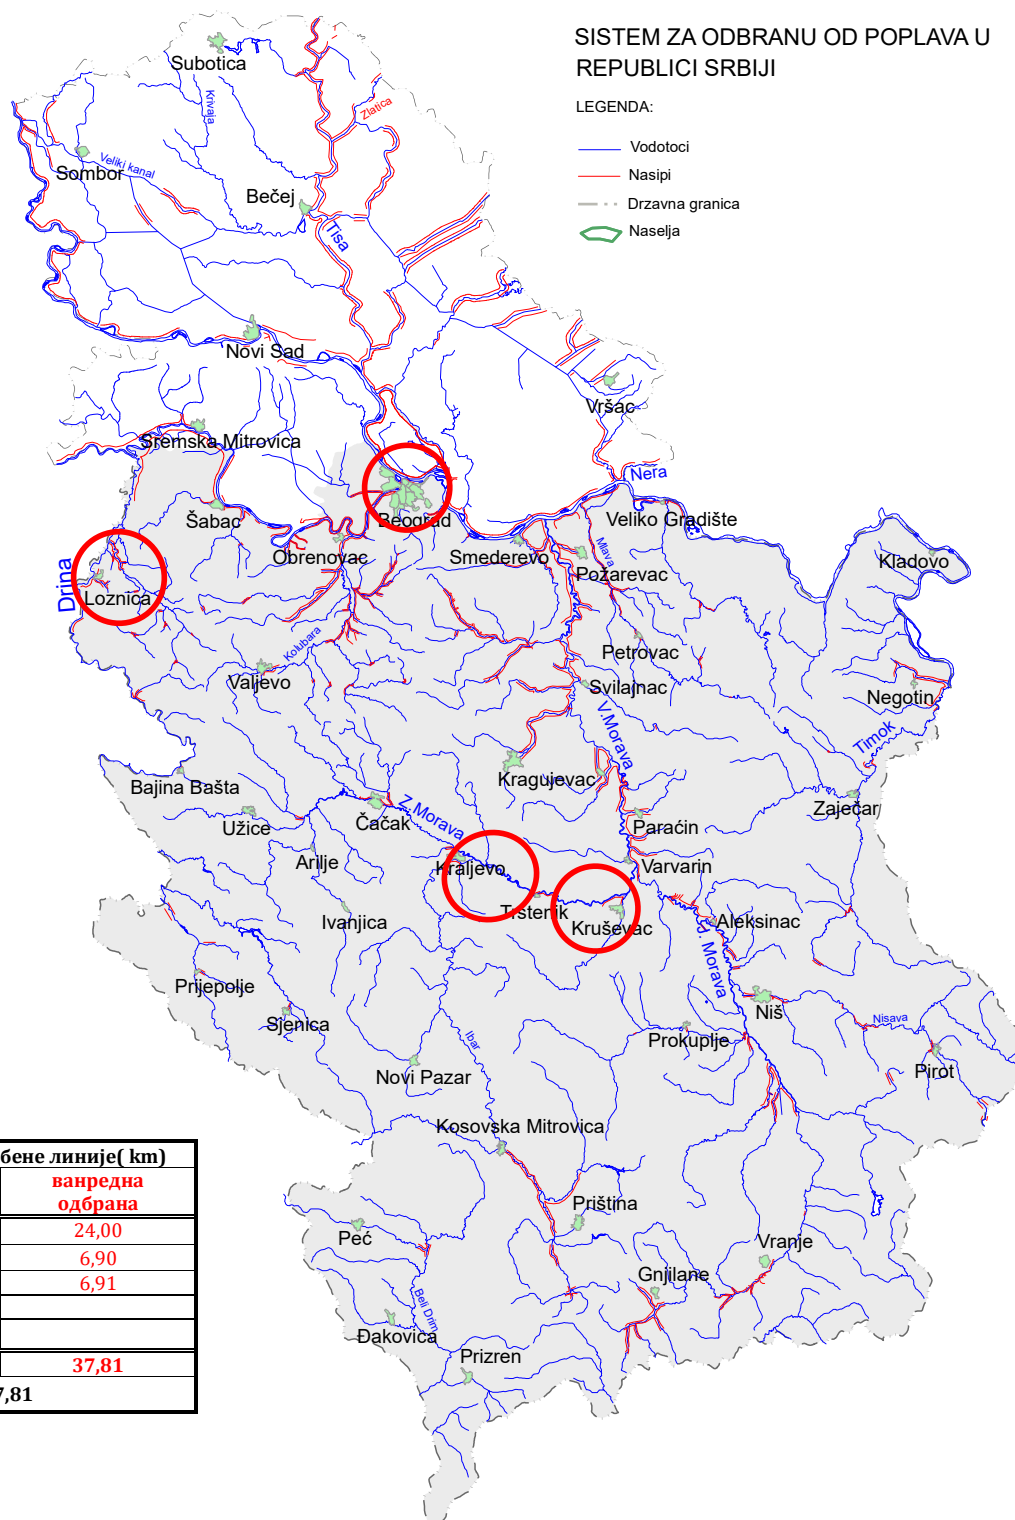 SISTEM ZA ODBRANU OD POPLAVA U
REPUBLICI SRBIJI
LEGENDA:
Vodotoci
Nasipi
Drzavna granica
Naselja
Subotica
Krivaja
Zlatica
Sombor
Veliki kanal
Bečej
Tisa
Novi Sad
Vršac
Sremska Mitrovica
Nera
Šabac
Beograd
Veliko Gradište
Obrenovac
Smederevo
Mlava
Požarevac
Kladovo
Drina
Loznica
Kolubara
Petrovac
Valjevo
Svilajnac
Negotin
V.Morava
Timok
Bajina Bašta
Kragujevac
Užice
Čačak
Z.Morava
Paraćin
Zaječar
Arilje
Kraljevo
Varvarin
Ivanjica
Trstenik
Kruševac
Aleksinac
J. Morava
Prijepolje
Sjenica
Niš
Nisava
Ibar
Prokuplje
Pirot
Novi Pazar
Kosovska Mitrovica
Priština
Peć
Vranje
Gnjilane
Beli Drim
Đakovica
Prizren
бене линије( km)
ванредна
одбрана
24,00
6,90
6,91
37,81
7,81